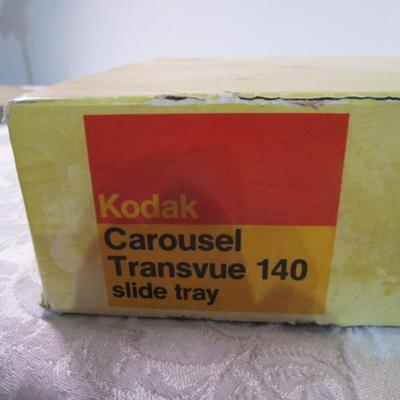 Kodak
Carousel
Transvue 140
slide tray